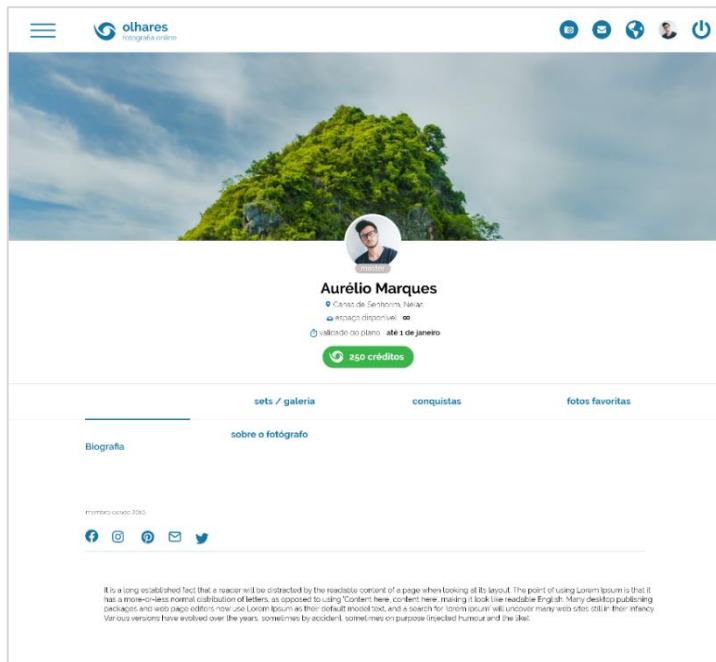 olhares
fotografia online
master
Aurélio Marques
Canas de Senhorim, Nelas
espaço disponível ∞
validade do plano até 1 de janeiro
250 créditos
sets / galeria conquistas fotos favoritas
sobre o fotógrafo
Biografia
membro desde 2010
It is a long established fact that a reader will be distracted by the readable content of a page when looking at its layout. The point of using Lorem Ipsum is that it
has a more-or-less normal distribution of letters, as opposed to using 'Content here, content here', making it look like readable English. Many desktop publishing
packages and web page editors now use Lorem Ipsum as their default model text, and a search for 'lorem ipsum' will uncover many web sites still in their infancy.
Various versions have evolved over the years, sometimes by accident, sometimes on purpose (injected humour and the like).